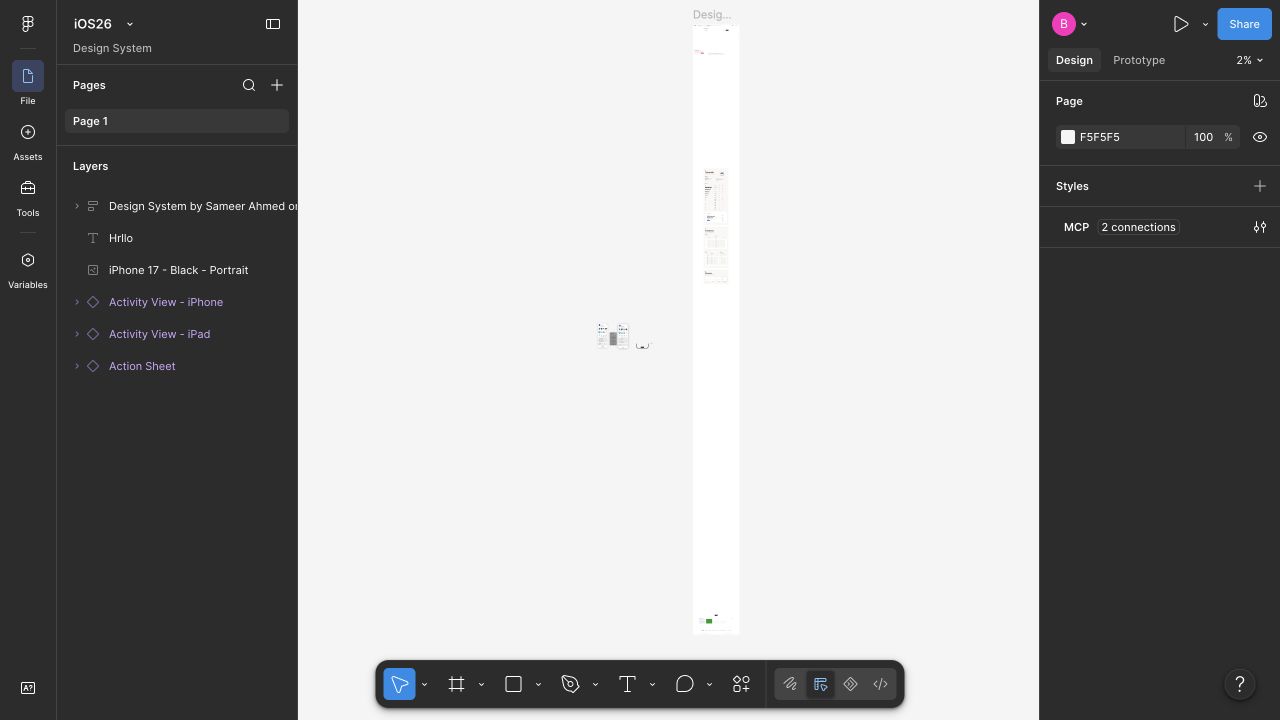 iOS26
Design System
File
Assets
Tools
Variables
A?
Pages
Page 1
Layers
Design System by Sameer Ahmed or
Hrllo
iPhone 17 - Black - Portrait
Activity View - iPhone
Activity View - iPad
Action Sheet
Desig...
B
Share
Design
Prototype
2%
Page
F5F5F5
100 %
Styles
MCP
2 connections
?